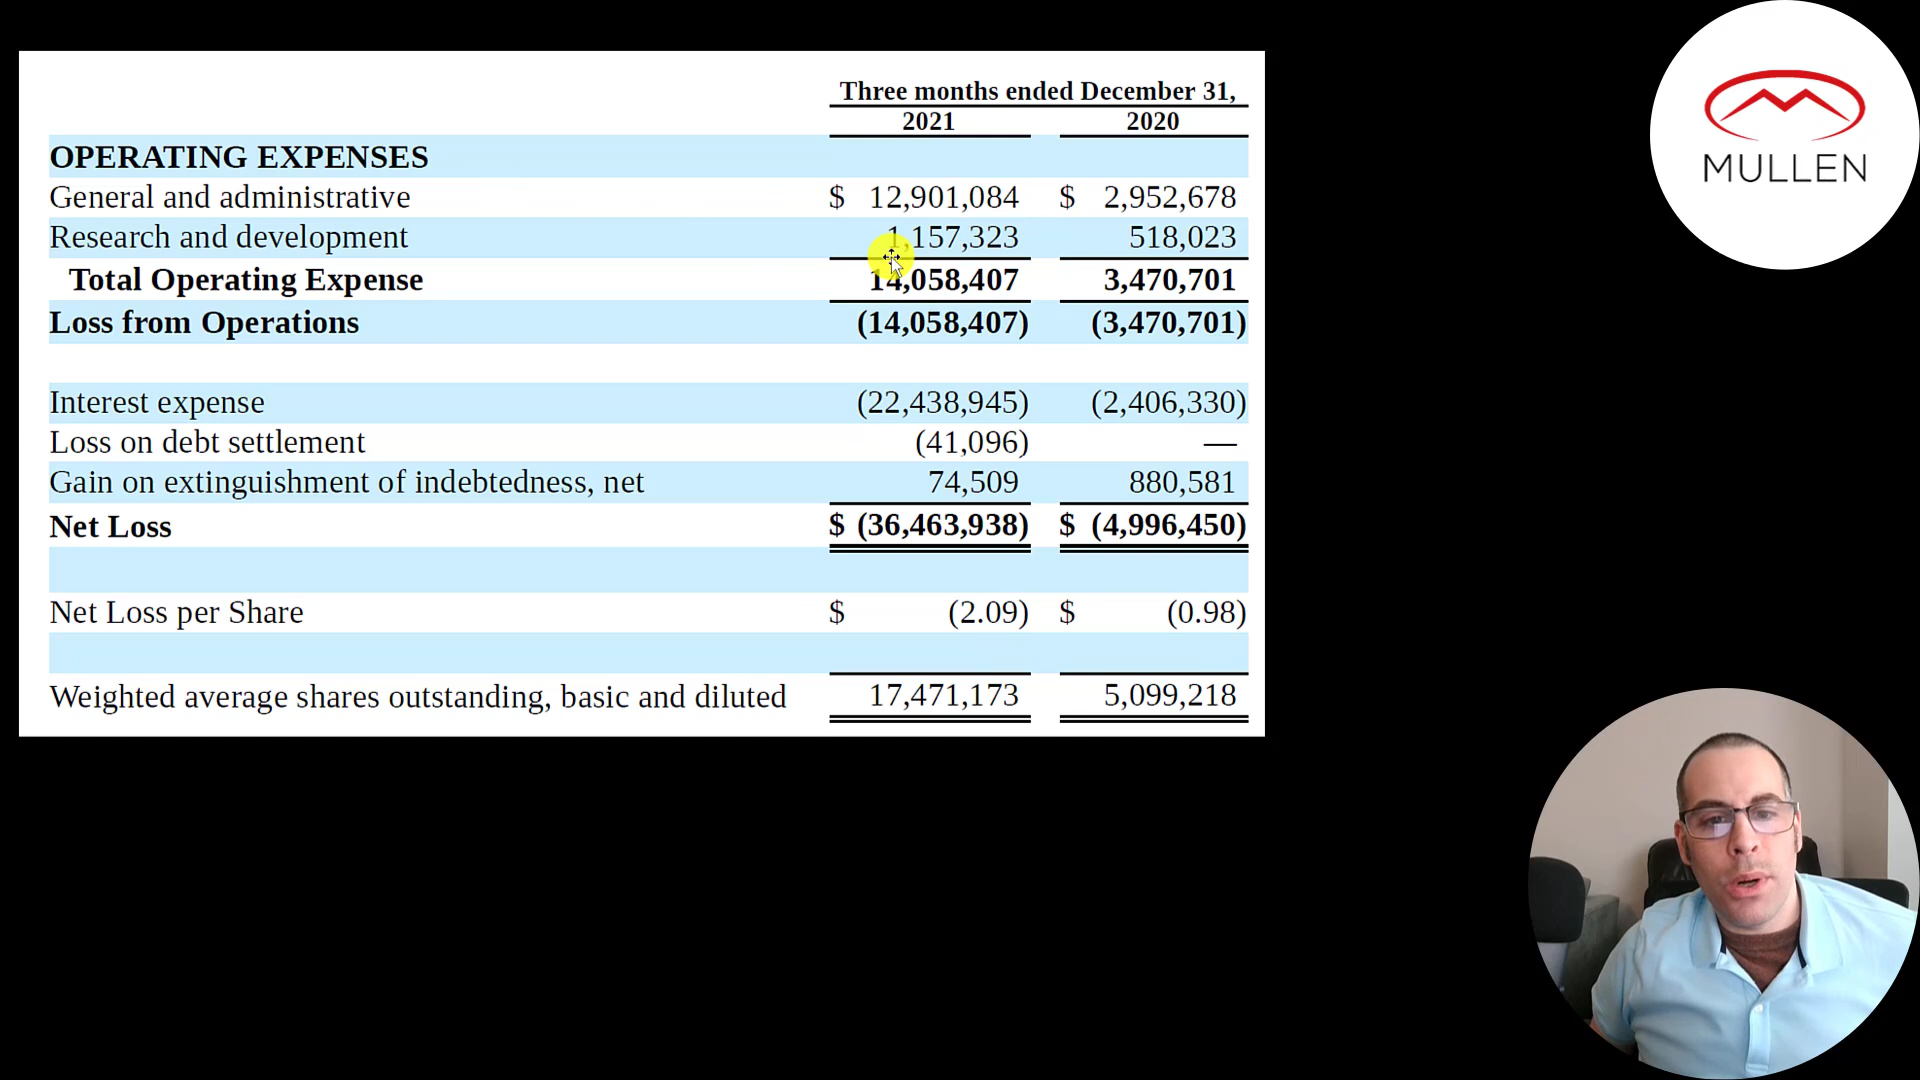 Three months ended December 31,
2021 2020
OPERATING EXPENSES
General and administrative $ 12,901,084 $ 2,952,678
Research and development 1,157,323 518,023
Total Operating Expense 14,058,407 3,470,701
Loss from Operations (14,058,407) (3,470,701)
Interest expense (22,438,945) (2,406,330)
Loss on debt settlement (41,096) —
Gain on extinguishment of indebtedness, net 74,509 880,581
Net Loss $ (36,463,938) $ (4,996,450)
Net Loss per Share $ (2.09) $ (0.98)
Weighted average shares outstanding, basic and diluted 17,471,173 5,099,218
MULLEN